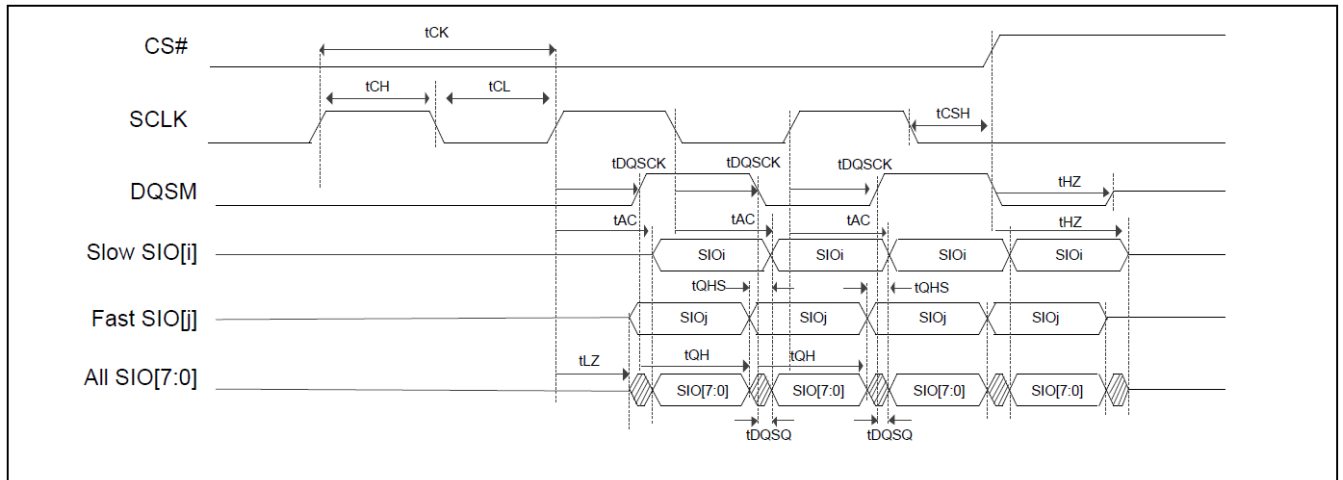 CS#
tCK
tCH
tCL
SCLK
tCSH
tDQSCK
tDQSCK
tDQSCK
DQSM
tHZ
tAC
tAC
tAC
tHZ
Slow SIO[i]
SIOi
SIOi
SIOi
SIOi
tQHS
tQHS
Fast SIO[j]
SIOj
SIOj
SIOj
SIOj
tLZ
tQH
tQH
All SIO[7:0]
SIO[7:0]
SIO[7:0]
SIO[7:0]
SIO[7:0]
tDQSQ
tDQSQ